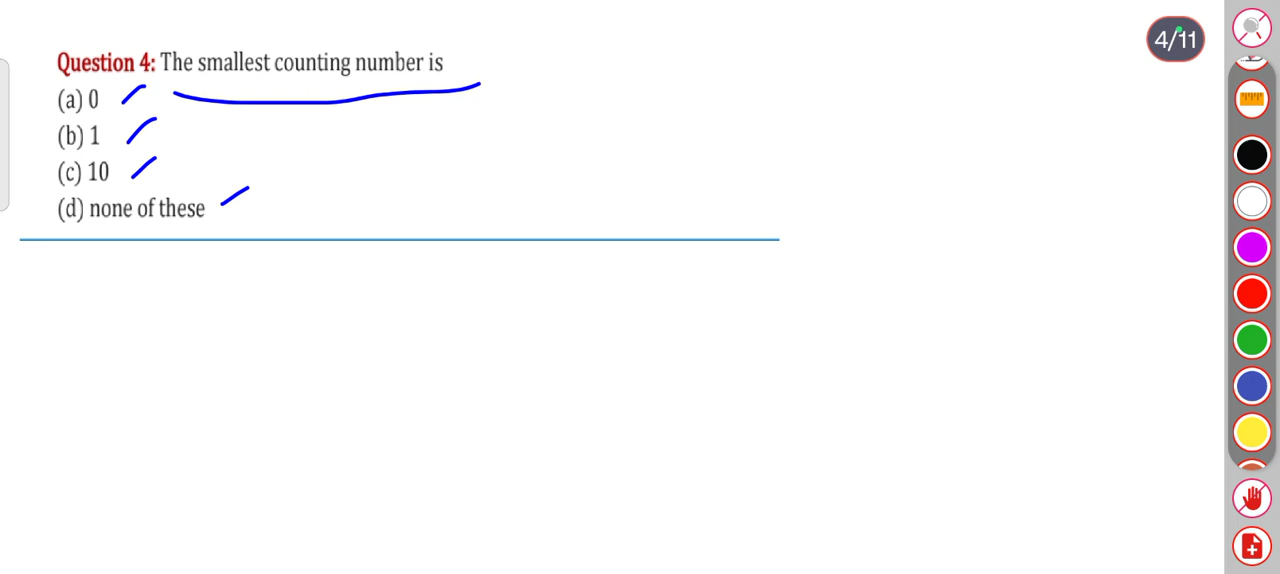 4/11
Question 4: The smallest counting number is
(a) 0
(b) 1
(c) 10
(d) none of these